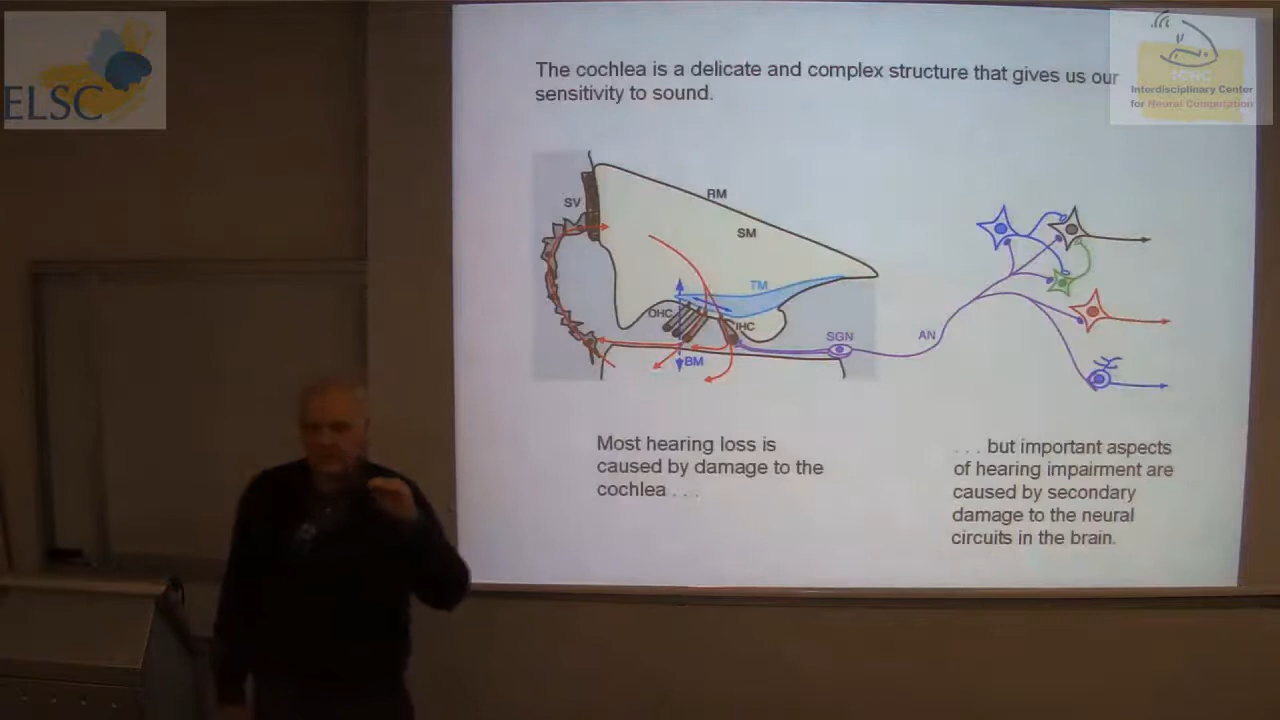 ELSC
ICNC
Interdisciplinary Center
for Neural Computation
The cochlea is a delicate and complex structure that gives us our
sensitivity to sound.
SV
RM
SM
TM
OHC
IHC
BM
SGN
AN
Most hearing loss is
caused by damage to the
cochlea . . .
. . . but important aspects
of hearing impairment are
caused by secondary
damage to the neural
circuits in the brain.